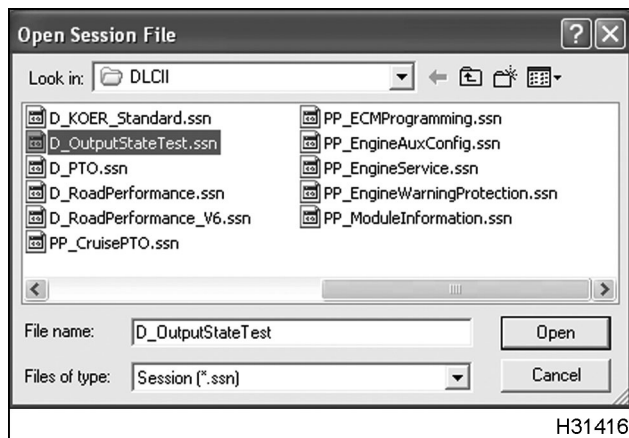 Open Session File
Look in: DLCII
D_KOER_Standard.ssn
D_OutputStateTest.ssn
D_PTO.ssn
D_RoadPerformance.ssn
D_RoadPerformance_V6.ssn
PP_CruisePTO.ssn
PP_ECMProgramming.ssn
PP_EngineAuxConfig.ssn
PP_EngineService.ssn
PP_EngineWarningProtection.ssn
PP_ModuleInformation.ssn
File name: D_OutputStateTest Open
Files of type: Session (*.ssn) Cancel
H31416